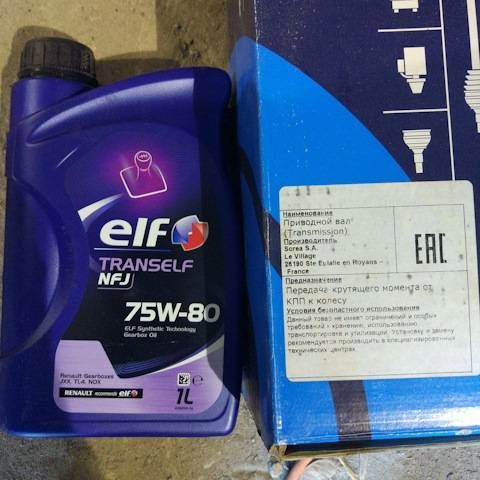 elf
TRANSELF
NFJ
75W-80
ELF Synthetic Technology
Gearbox Oil
Renault Gearboxes
JXX, TL4, NDX
RENAULT recommends elf
1L
Наименование
Приводной вал
(Transmission)
Производитель
Sorea S.A.
Le Village
26190 Ste Eulalie en Royans -
France
EAC
Предназначение
Передача крутящего момента от
КПП к колесу
Условия безопасного использования
Данный товар не имеет ограничений и особых
требований к хранению, использованию,
транспортировке и утилизации. Установку и замену
рекомендуется производить в специализированных
технических центрах.